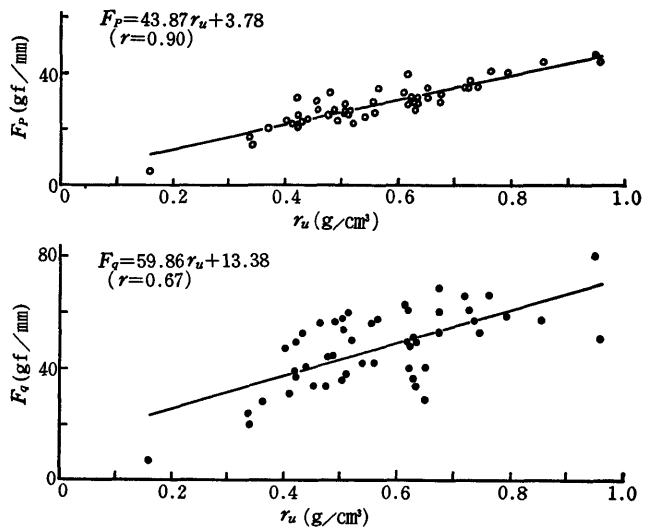 F_P=43.87r_u+3.78
(r=0.90)
40
F_P(gf/mm)
0
0 0.2 0.4 0.6 0.8 1.0
r_u(g/cm³)
80
F_q=59.86r_u+13.38
(r=0.67)
40
F_q(gf/mm)
0
0 0.2 0.4 0.6 0.8 1.0
r_u(g/cm³)